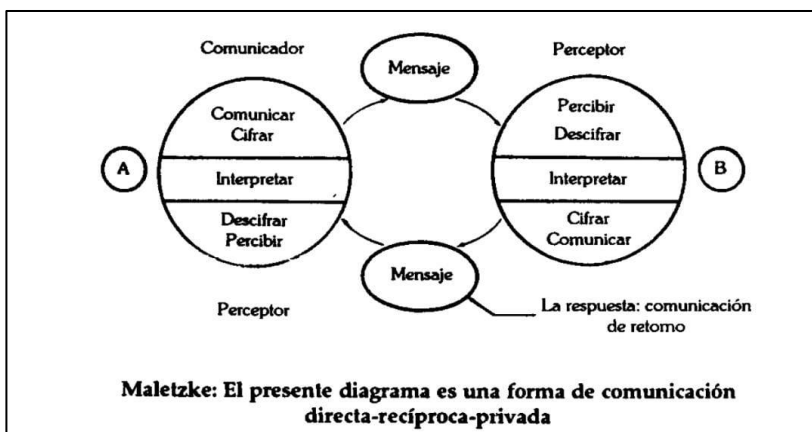 Comunicador
Mensaje
Perceptor
Comunicar
Cifrar
Percibir
Descifrar
A
Interpretar
Interpretar
B
Descifrar
Percibir
Cifrar
Comunicar
Mensaje
Perceptor
La respuesta: comunicación
de retorno
Maletzke: El presente diagrama es una forma de comunicación
directa-recíproca-privada